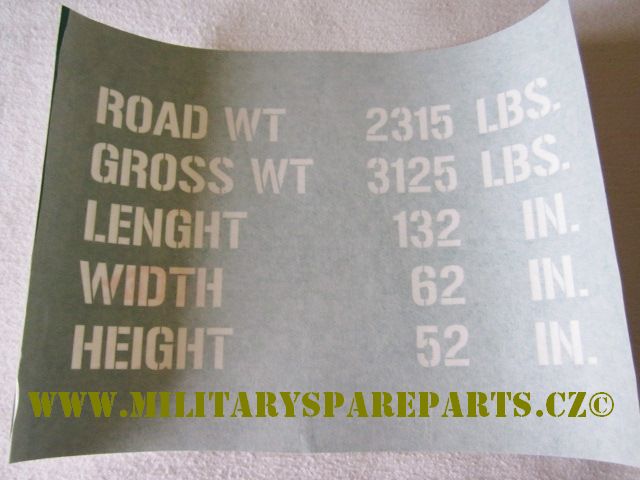 ROAD WT 2315 LBS.
GROSS WT 3125 LBS.
LENGHT 132 IN.
WIDTH 62 IN.
HEIGHT 52 IN.
WWW.MILITARYSPAREPARTS.CZ©